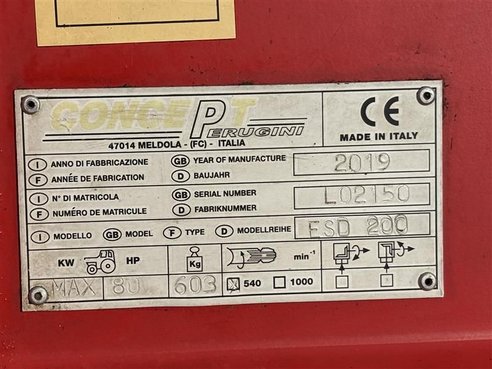 CONCEPT
PERUGINI
47014 MELDOLA - (FC) - ITALIA
CE
MADE IN ITALY
I ANNO DI FABBRICAZIONE GB YEAR OF MANUFACTURE 2019
F ANNÉE DE FABRICATION D BAUJAHR
I N° DI MATRICOLA GB SERIAL NUMBER L02150
F NUMÉRO DE MATRICULE D FABRIKNUMMER
I MODELLO GB MODEL F TYPE D MODELLREIHE FSD 200
KW HP Kg min⁻¹
MAX 80 603 540 1000